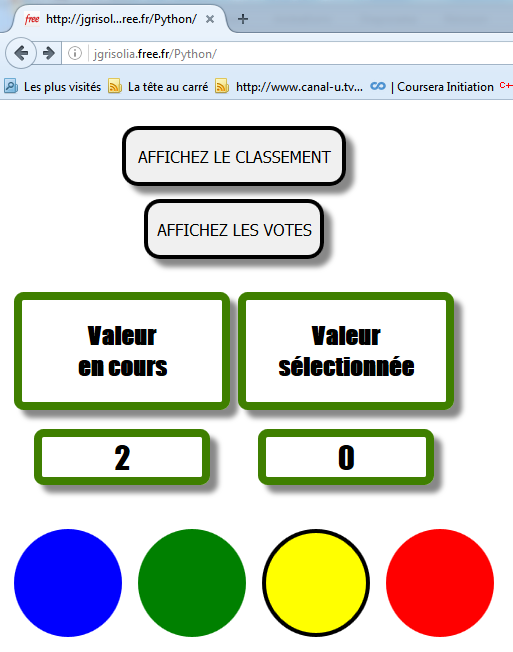 free http://jgrisol...ree.fr/Python/ × +
jgrisolia.free.fr/Python/
Les plus visités La tête au carré http://www.canal-u.tv... | Coursera Initiation C++
AFFICHEZ LE CLASSEMENT
AFFICHEZ LES VOTES
Valeur
en cours
Valeur
sélectionnée
2
0